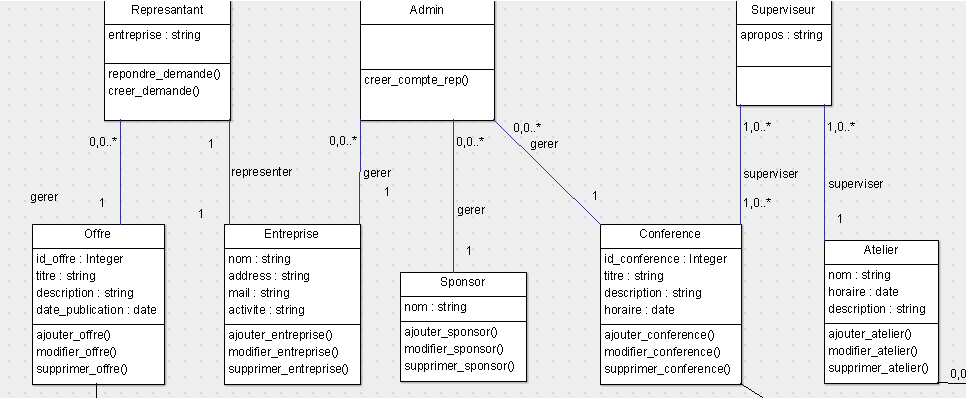 Represantant
entreprise : string
repondre_demande()
creer_demande()
Admin
creer_compte_rep()
Superviseur
apropos : string
0,0..*
1
representer
gerer
1
1
0,0..*
gerer
1
0,0..*
gerer
1
0,0..*
gerer
1
1,0..*
superviser
1,0..*
1,0..*
superviser
1
Offre
id_offre : Integer
titre : string
description : string
date_publication : date
ajouter_offre()
modifier_offre()
supprimer_offre()
Entreprise
nom : string
address : string
mail : string
activite : string
ajouter_entreprise()
modifier_entreprise()
supprimer_entreprise()
Sponsor
nom : string
ajouter_sponsor()
modifier_sponsor()
supprimer_sponsor()
Conference
id_conference : Integer
titre : string
description : string
horaire : date
ajouter_conference()
modifier_conference()
supprimer_conference()
Atelier
nom : string
horaire : date
description : string
ajouter_atelier()
modifier_atelier()
supprimer_atelier()
0,0